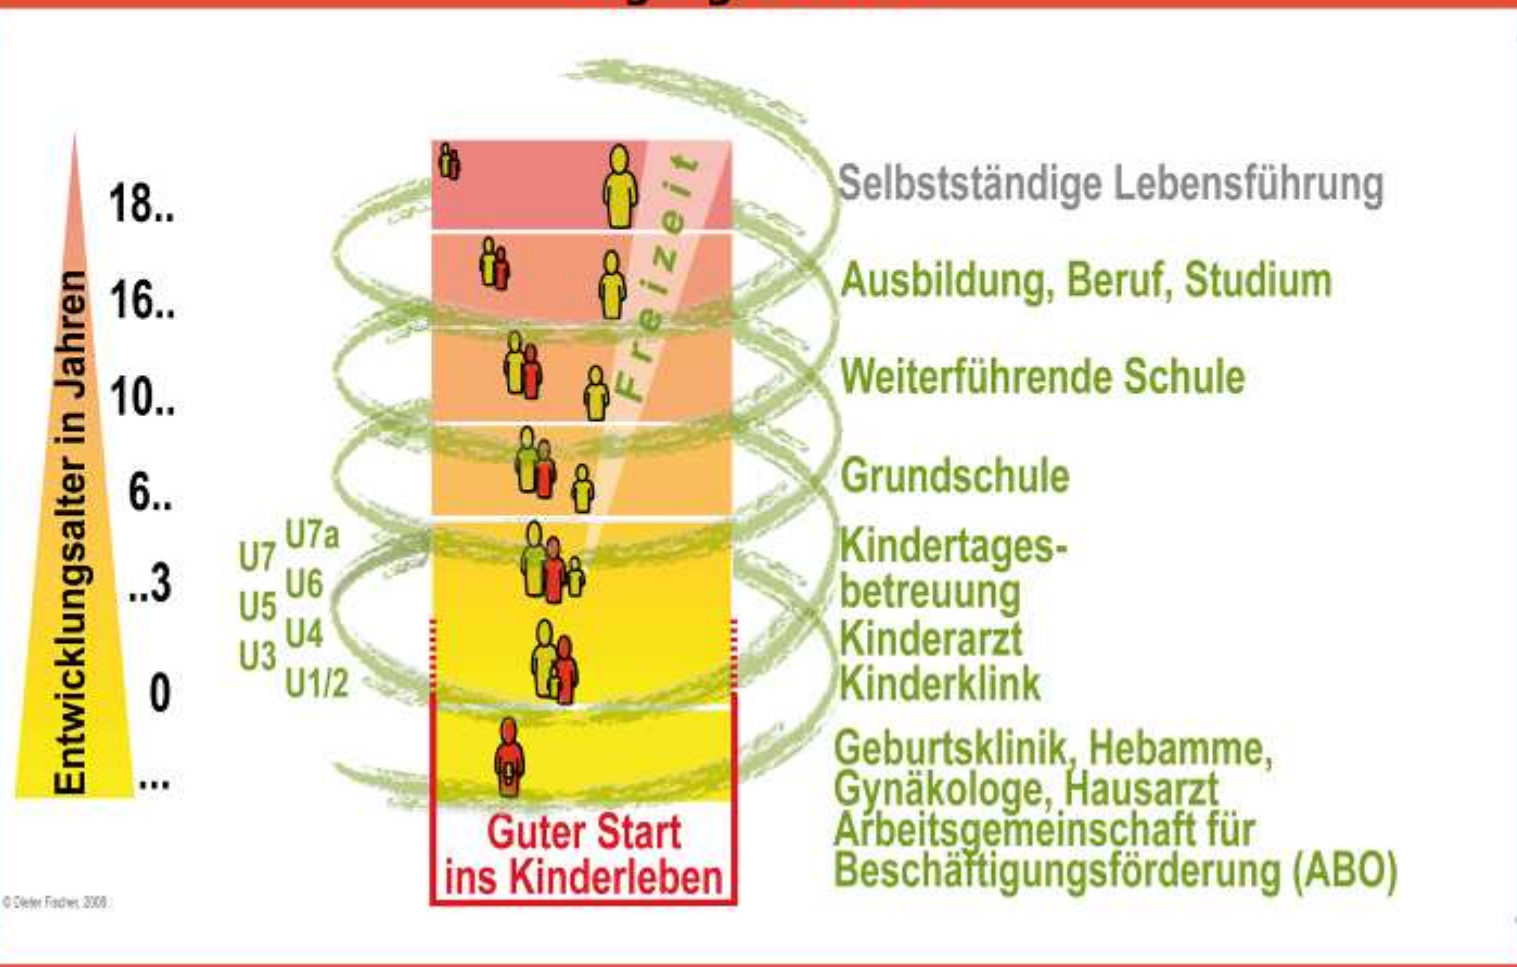 Entwicklungsalter in Jahren
18..
16..
10..
6..
..3
0
...
U7a
U7
U6
U5
U4
U3
U1/2
Freizeit
Selbstständige Lebensführung
Ausbildung, Beruf, Studium
Weiterführende Schule
Grundschule
Kindertages-
betreuung
Kinderarzt
Kinderklink
Geburtsklinik, Hebamme,
Gynäkologe, Hausarzt
Arbeitsgemeinschaft für
Beschäftigungsförderung (ABO)
Guter Start
ins Kinderleben
© Dieter Fischer, 2008